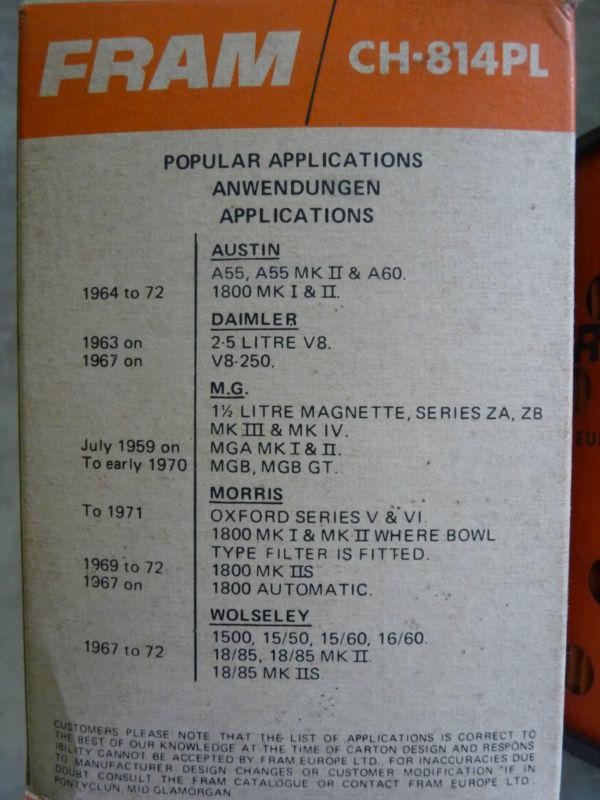 FRAM / CH·814PL
POPULAR APPLICATIONS
ANWENDUNGEN
APPLICATIONS
AUSTIN
A55, A55 MK II & A60.
1964 to 72 1800 MK I & II.
DAIMLER
1963 on 2·5 LITRE V8.
1967 on V8-250.
M.G.
1½ LITRE MAGNETTE, SERIES ZA, ZB
MK III & MK IV.
July 1959 on MGA MK I & II.
To early 1970 MGB, MGB GT.
MORRIS
To 1971 OXFORD SERIES V & VI.
1800 MK I & MK II WHERE BOWL
TYPE FILTER IS FITTED.
1969 to 72 1800 MK IIS
1967 on 1800 AUTOMATIC.
WOLSELEY
1500, 15/50, 15/60, 16/60.
1967 to 72 18/85, 18/85 MK II.
18/85 MK IIS
CUSTOMERS PLEASE NOTE THAT THE LIST OF APPLICATIONS IS CORRECT TO
THE BEST OF OUR KNOWLEDGE AT THE TIME OF CARTON DESIGN AND RESPONS
IBILITY CANNOT BE ACCEPTED BY FRAM EUROPE LTD., FOR INACCURACIES DUE
TO MANUFACTURER DESIGN CHANGES OR CUSTOMER MODIFICATION "IF IN
DOUBT CONSULT THE FRAM CATALOGUE OR CONTACT FRAM EUROPE LTD.
PONTYCLUN, MID GLAMORGAN.